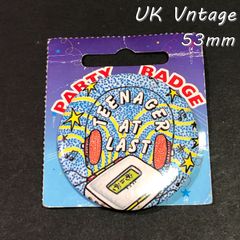 UK Vntage
53mm
PARTY BADGE
TEENAGER
AT
LAST